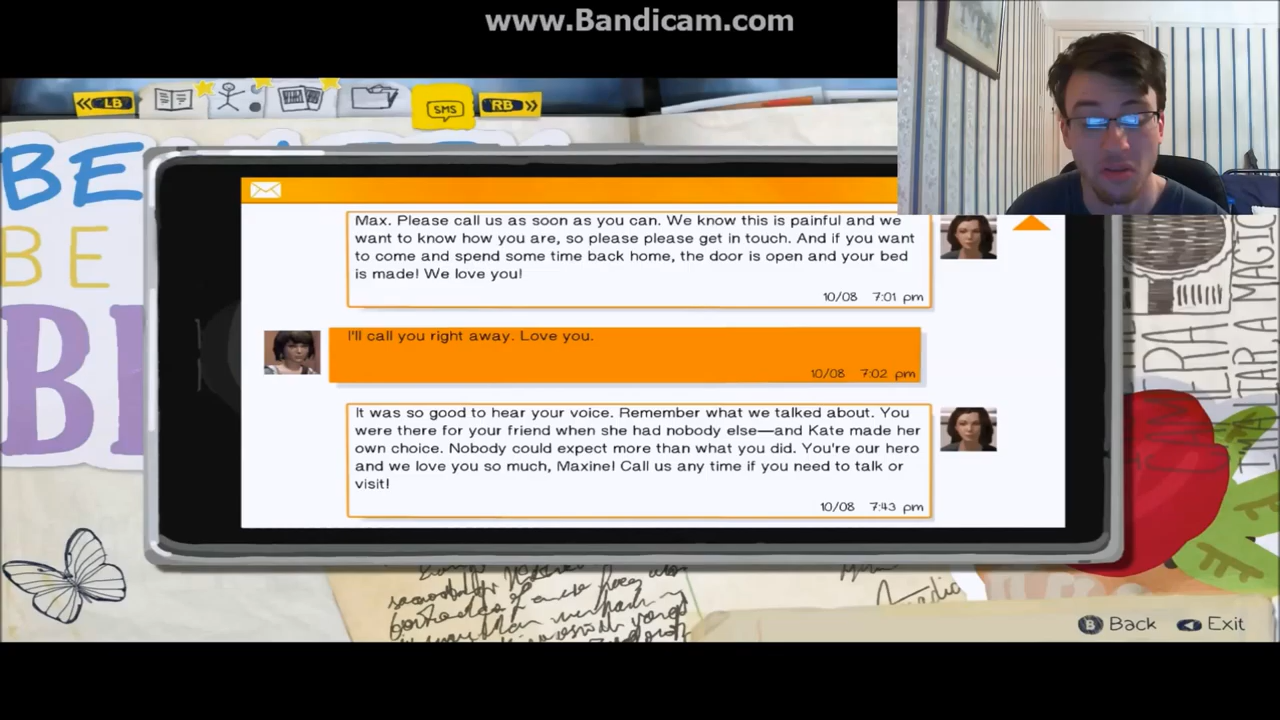 www.Bandicam.com
LB
SMS
RB
BE
BE
Max. Please call us as soon as you can. We know this is painful and we
want to know how you are, so please please get in touch. And if you want
to come and spend some time back home, the door is open and your bed
is made! We love you!
10/08 7:01 pm
I'll call you right away. Love you.
10/08 7:02 pm
It was so good to hear your voice. Remember what we talked about. You
were there for your friend when she had nobody else—and Kate made her
own choice. Nobody could expect more than what you did. You're our hero
and we love you so much, Maxine! Call us any time if you need to talk or
visit!
10/08 7:43 pm
B Back
Exit